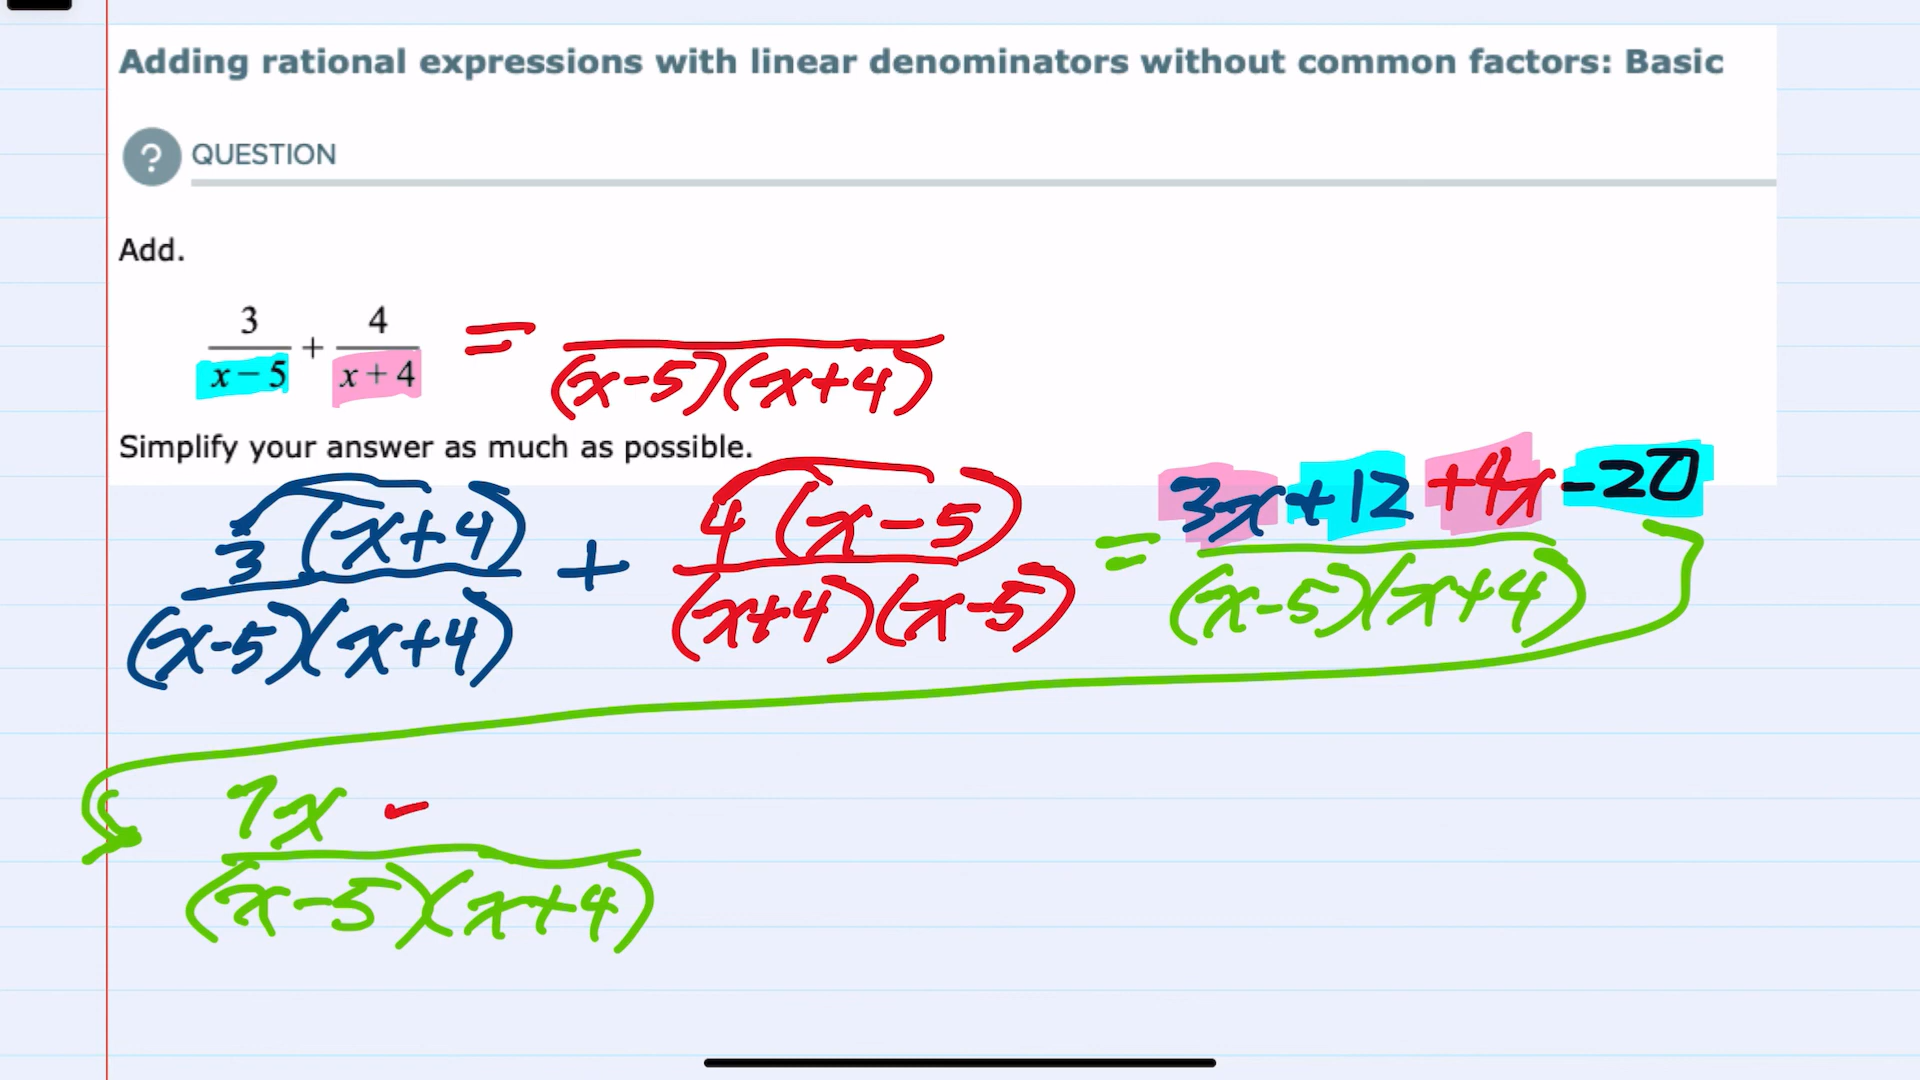 Adding rational expressions with linear denominators without common factors: Basic
? QUESTION
Add.
3/(x − 5) + 4/(x + 4) = /(x-5)(x+4)
Simplify your answer as much as possible.
3(x+4)/(x-5)(x+4) + 4(x-5)/(x+4)(x-5) = 3x+12+4x-20/(x-5)(x+4)
7x - /(x-5)(x+4)